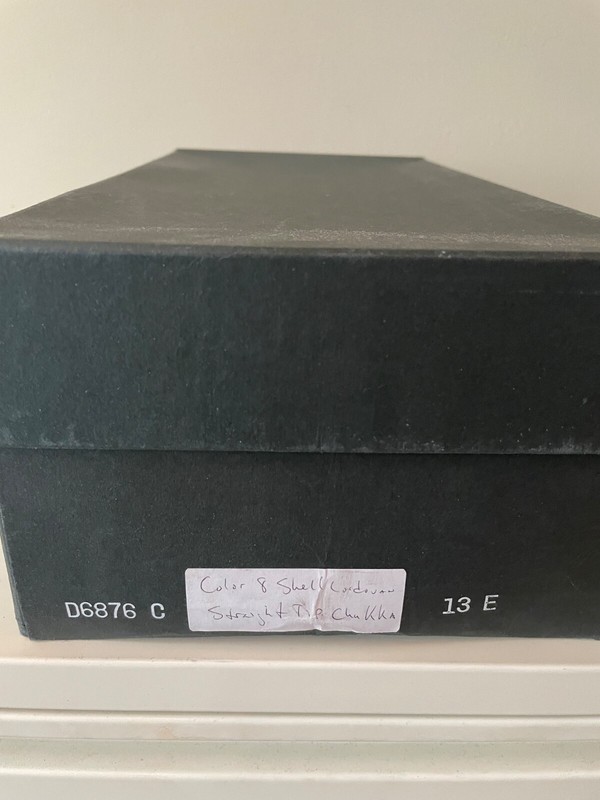 D6876 C
Color 8 Shell Cordovan
Straight Tip Chukka
13 E